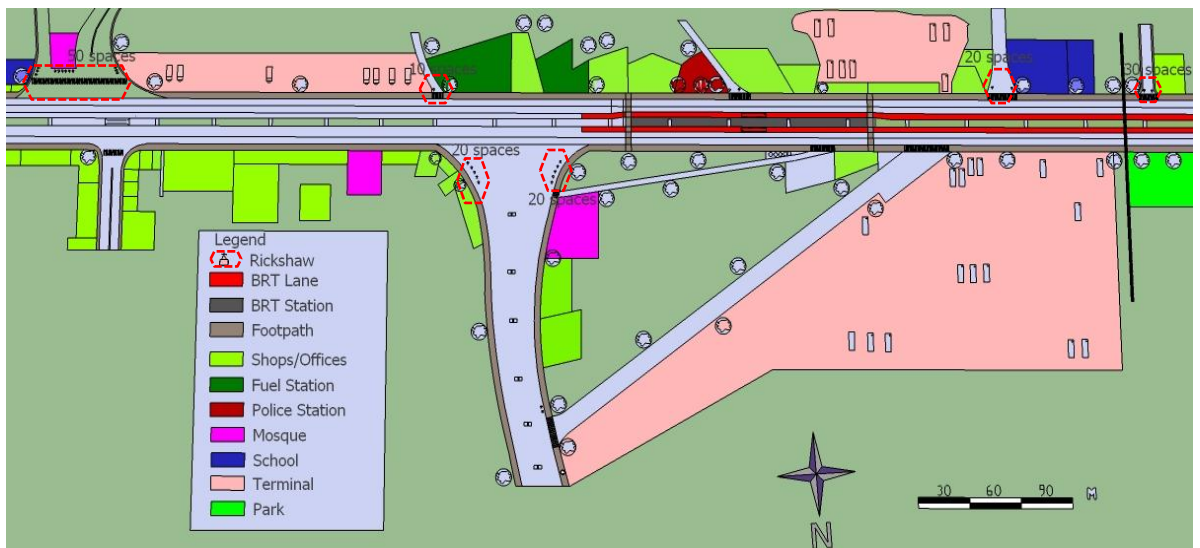 50 spaces
10 spaces
20 spaces
30 spaces
20 spaces
20 spaces
Legend
Rickshaw
BRT Lane
BRT Station
Footpath
Shops/Offices
Fuel Station
Police Station
Mosque
School
Terminal
Park
30 60 90 M
N